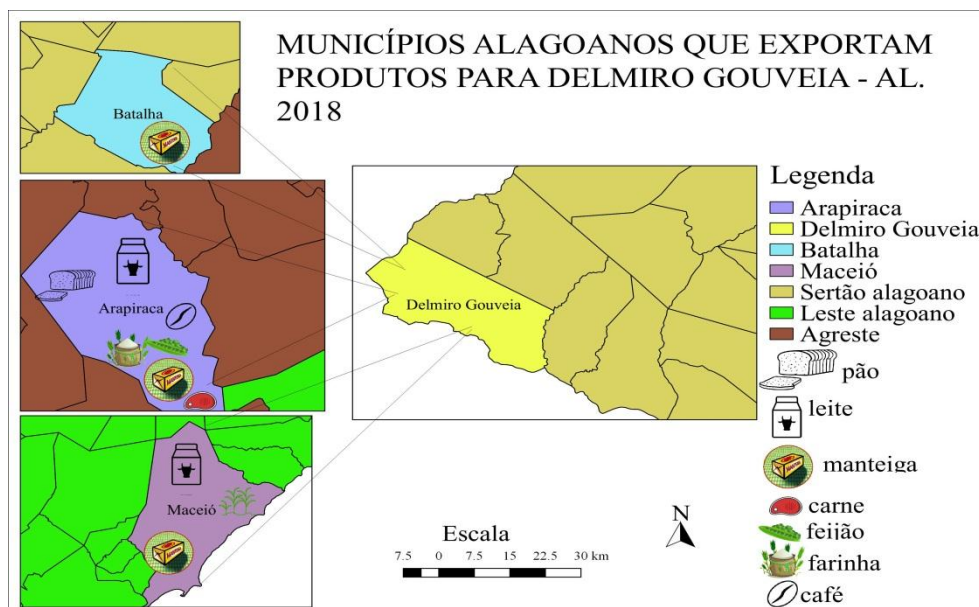 MUNICÍPIOS ALAGOANOS QUE EXPORTAM
PRODUTOS PARA DELMIRO GOUVEIA - AL.
2018
Batalha
Arapiraca
Maceió
Delmiro Gouveia
Legenda
Arapiraca
Delmiro Gouveia
Batalha
Maceió
Sertão alagoano
Leste alagoano
Agreste
pão
leite
manteiga
carne
feijão
farinha
café
Escala
7.5 0 7.5 15 22.5 30 km
N